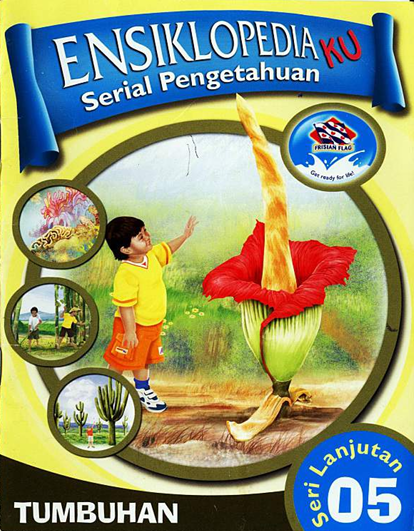 ENSIKLOPEDIA KU
Serial Pengetahuan
FRISIAN FLAG
Get ready for life!
Seri Lanjutan
05
TUMBUHAN